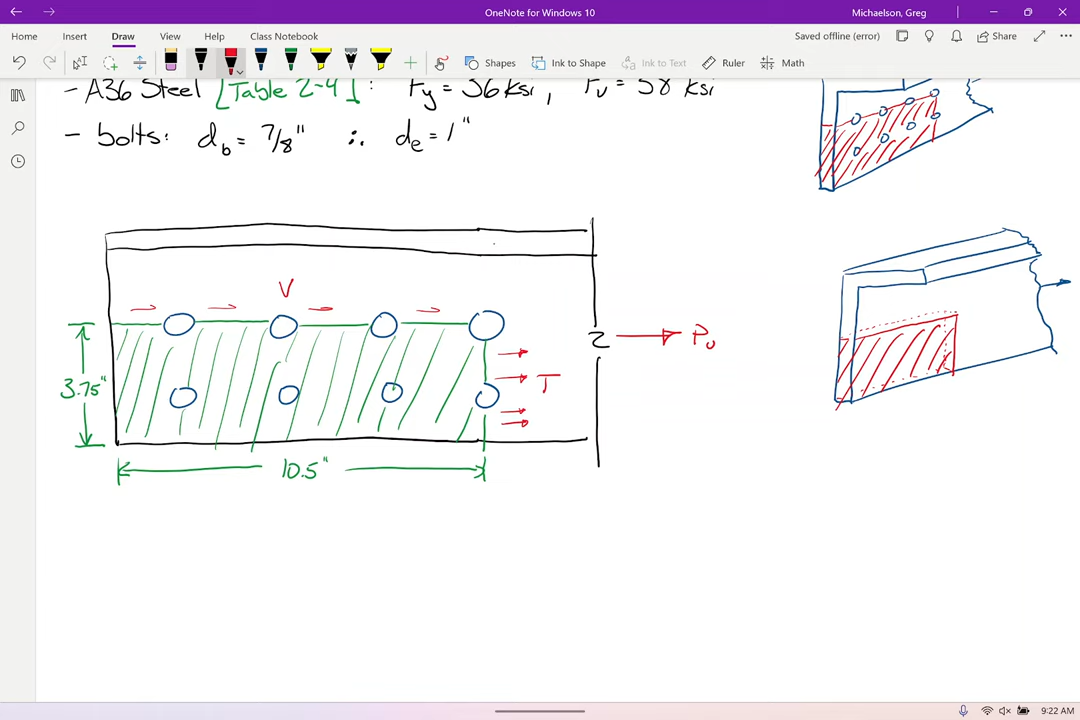 OneNote for Windows 10
Michaelson, Greg
Home Insert Draw View Help Class Notebook
Saved offline (error) Share
Shapes Ink to Shape Ink to Text Ruler Math
- A36 Steel [Table 2-4]: Fy = 36 ksi, Fu = 58 ksi
- bolts: db = 7/8" ∴ de = 1"
V
Pu
3.75"
T
10.5"
9:22 AM